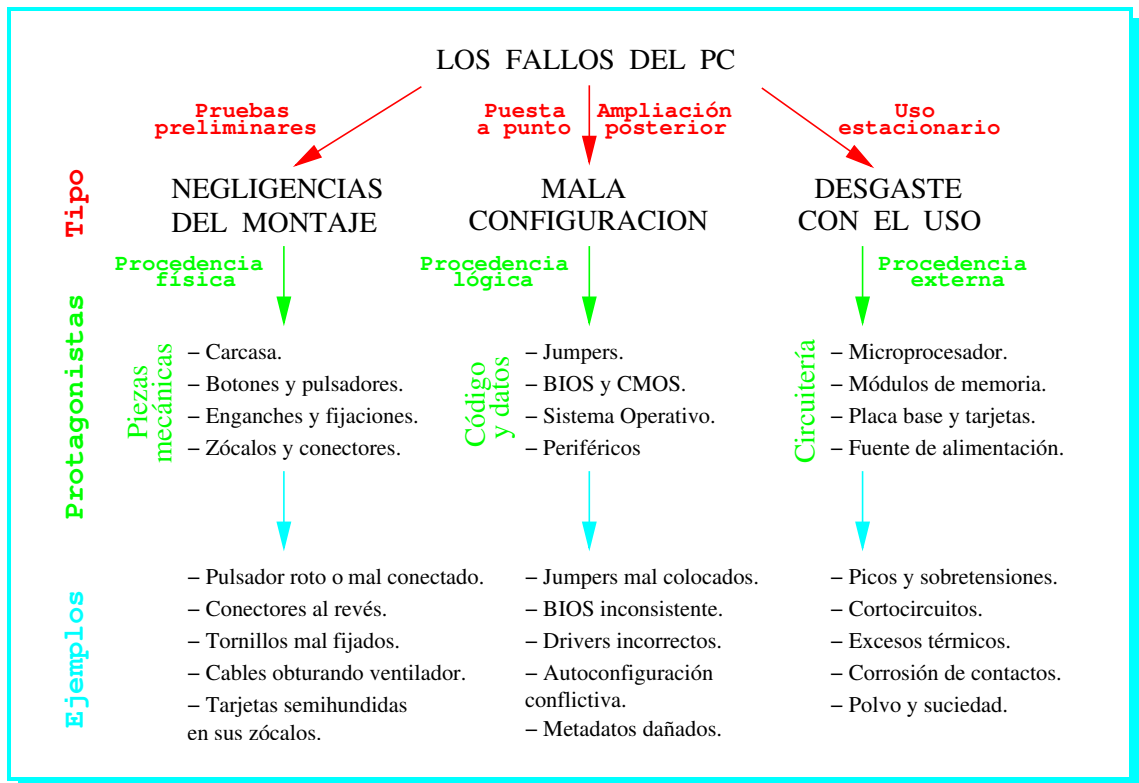 LOS FALLOS DEL PC
Pruebas
preliminares
Puesta
a punto
Ampliación
posterior
Uso
estacionario
Tipo
NEGLIGENCIAS
DEL MONTAJE
MALA
CONFIGURACION
DESGASTE
CON EL USO
Procedencia
física
Procedencia
lógica
Procedencia
externa
Protagonistas
Piezas
mecánicas
− Carcasa.
− Botones y pulsadores.
− Enganches y fijaciones.
− Zócalos y conectores.
Código
y datos
− Jumpers.
− BIOS y CMOS.
− Sistema Operativo.
− Periféricos
Circuitería
− Microprocesador.
− Módulos de memoria.
− Placa base y tarjetas.
− Fuente de alimentación.
Ejemplos
− Pulsador roto o mal conectado.
− Conectores al revés.
− Tornillos mal fijados.
− Cables obturando ventilador.
− Tarjetas semihundidas
en sus zócalos.
− Jumpers mal colocados.
− BIOS inconsistente.
− Drivers incorrectos.
− Autoconfiguración
conflictiva.
− Metadatos dañados.
− Picos y sobretensiones.
− Cortocircuitos.
− Excesos térmicos.
− Corrosión de contactos.
− Polvo y suciedad.